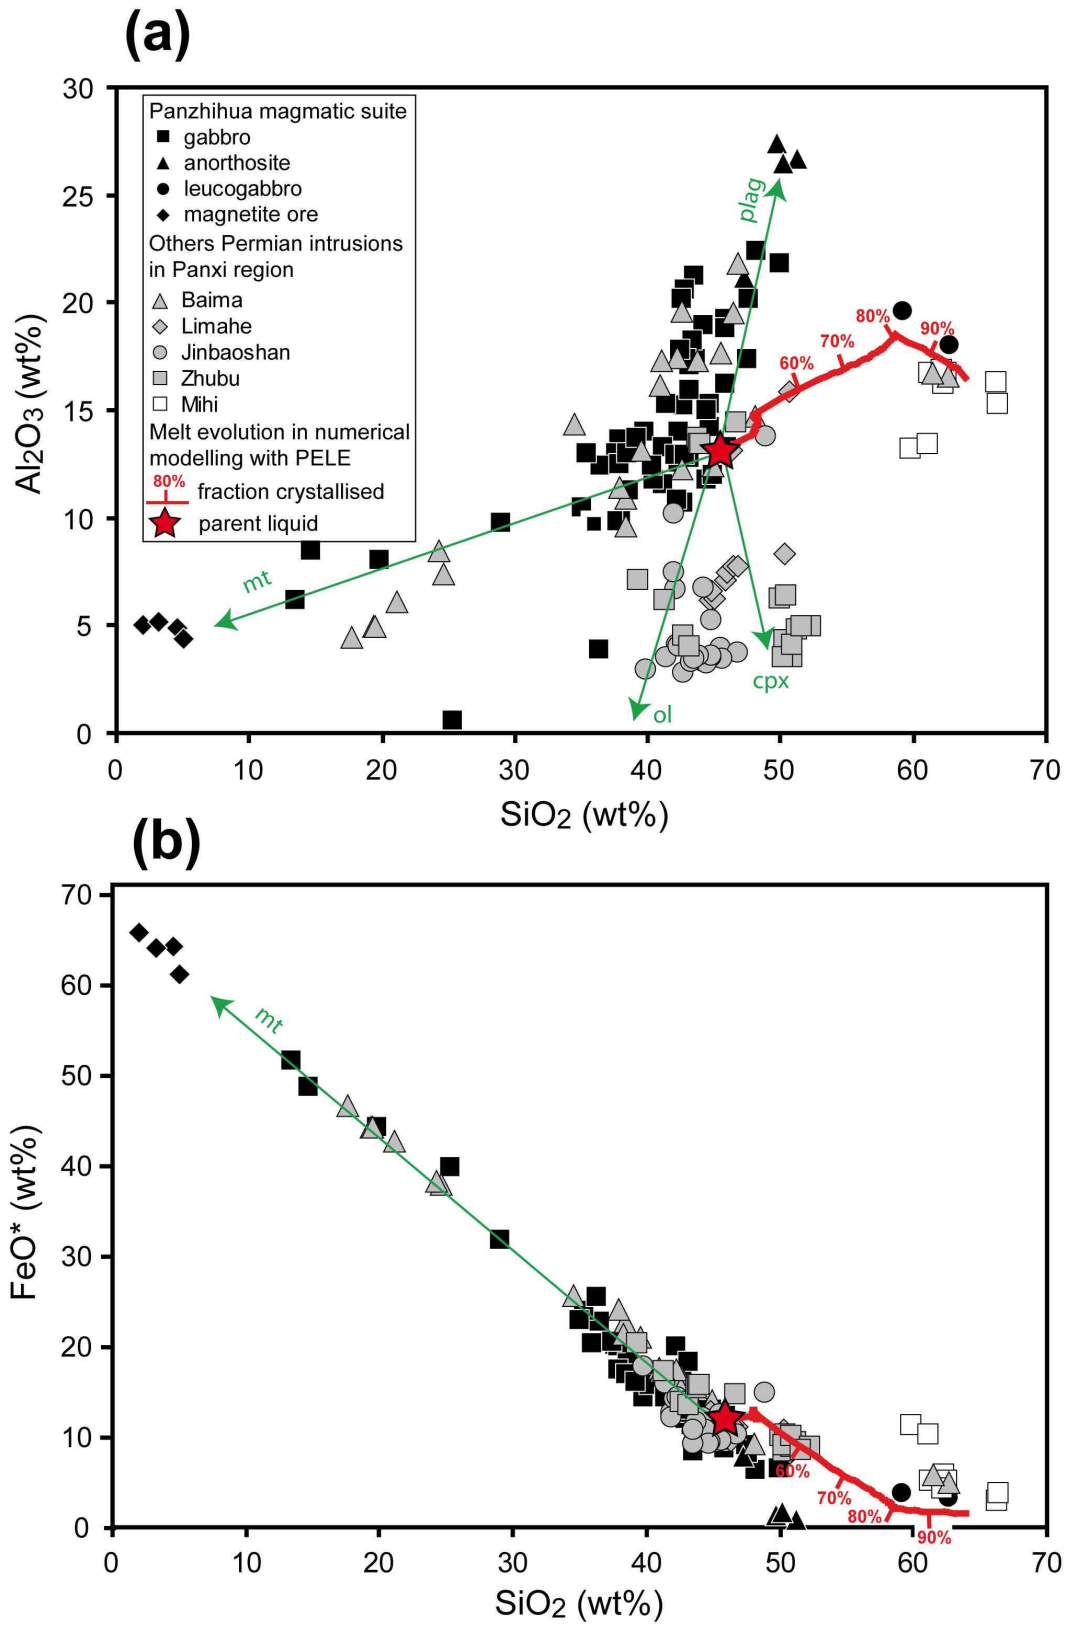 (a)
30
25
20
15
10
5
0
Al2O3 (wt%)
Panzhihua magmatic suite
gabbro
anorthosite
leucogabbro
magnetite ore
Others Permian intrusions
in Panxi region
Baima
Limahe
Jinbaoshan
Zhubu
Mihi
Melt evolution in numerical
modelling with PELE
80% fraction crystallised
parent liquid
plag
80%
90%
70%
60%
mt
cpx
ol
0 10 20 30 40 50 60 70
SiO2 (wt%)
(b)
70
60
50
40
30
20
10
0
FeO* (wt%)
mt
60%
70%
80%
90%
0 10 20 30 40 50 60 70
SiO2 (wt%)